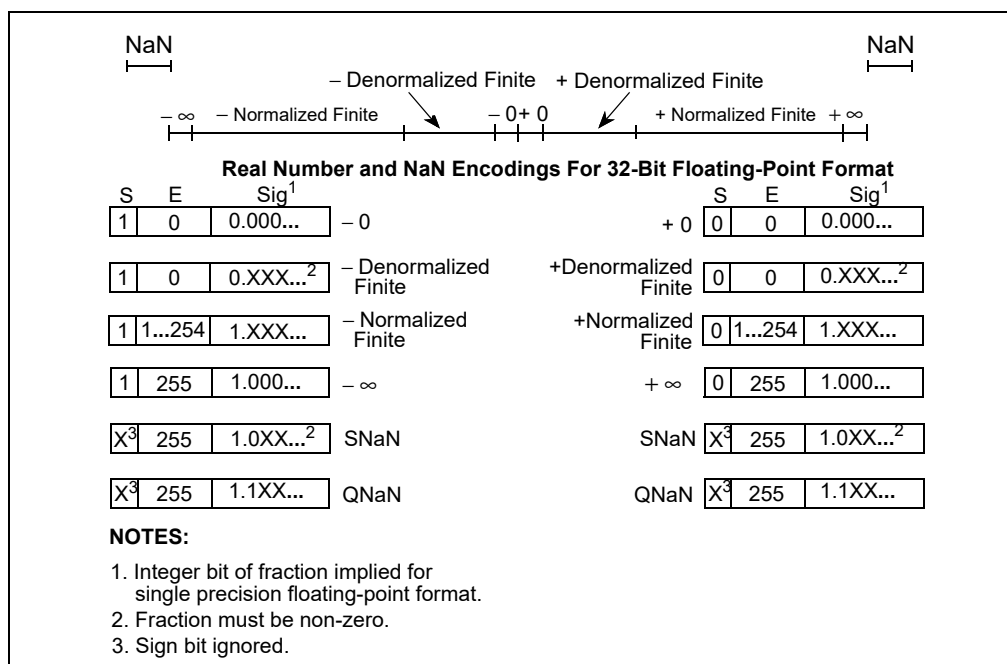 NaN NaN
– Denormalized Finite + Denormalized Finite
– ∞ – Normalized Finite – 0 + 0 + Normalized Finite + ∞
Real Number and NaN Encodings For 32-Bit Floating-Point Format
S E Sig1 S E Sig1
1 0 0.000... – 0 + 0 0 0 0.000...
1 0 0.XXX...2 – Denormalized Finite +Denormalized Finite 0 0 0.XXX...2
1 1...254 1.XXX... – Normalized Finite +Normalized Finite 0 1...254 1.XXX...
1 255 1.000... – ∞ + ∞ 0 255 1.000...
X3 255 1.0XX...2 SNaN SNaN X3 255 1.0XX...2
X3 255 1.1XX... QNaN QNaN X3 255 1.1XX...
NOTES:
1. Integer bit of fraction implied for
single precision floating-point format.
2. Fraction must be non-zero.
3. Sign bit ignored.